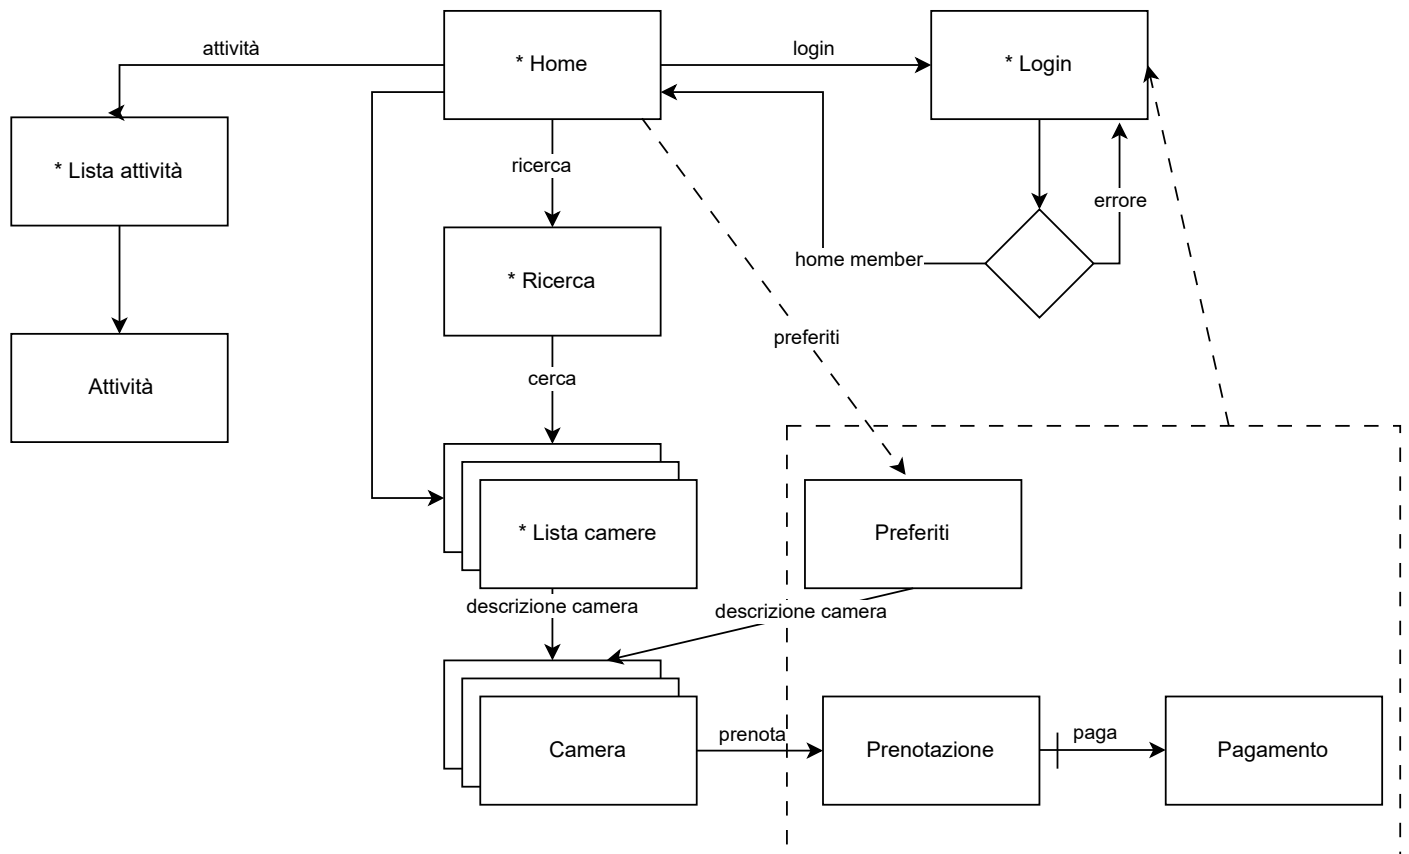 attività
* Home
login
* Login
* Lista attività
ricerca
errore
home member
* Ricerca
preferiti
cerca
Attività
* Lista camere
Preferiti
descrizione camera
descrizione camera
Camera
prenota
Prenotazione
paga
Pagamento